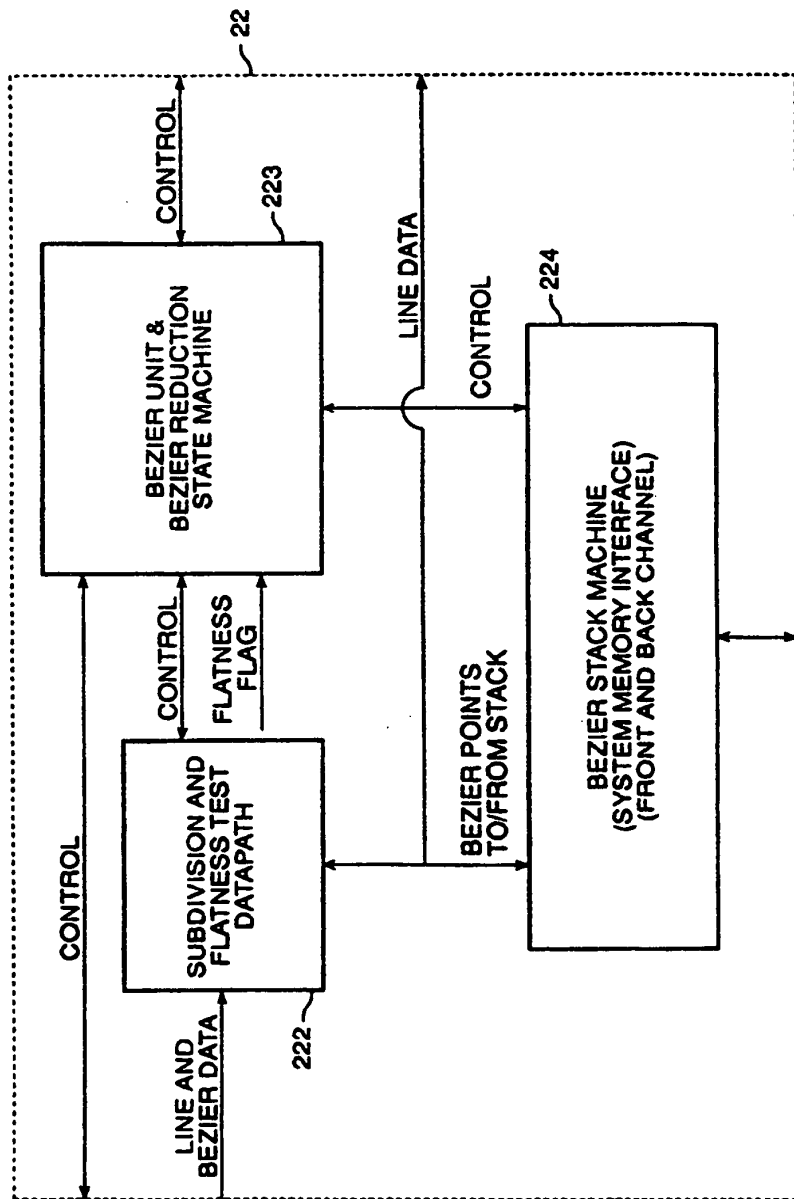 22
CONTROL
BEZIER UNIT &
BEZIER REDUCTION
STATE MACHINE
223
CONTROL
CONTROL
FLATNESS
FLAG
LINE AND
BEZIER DATA
SUBDIVISION AND
FLATNESS TEST
DATAPATH
222
LINE DATA
BEZIER POINTS
TO/FROM STACK
CONTROL
224
BEZIER STACK MACHINE
(SYSTEM MEMORY INTERFACE)
(FRONT AND BACK CHANNEL)